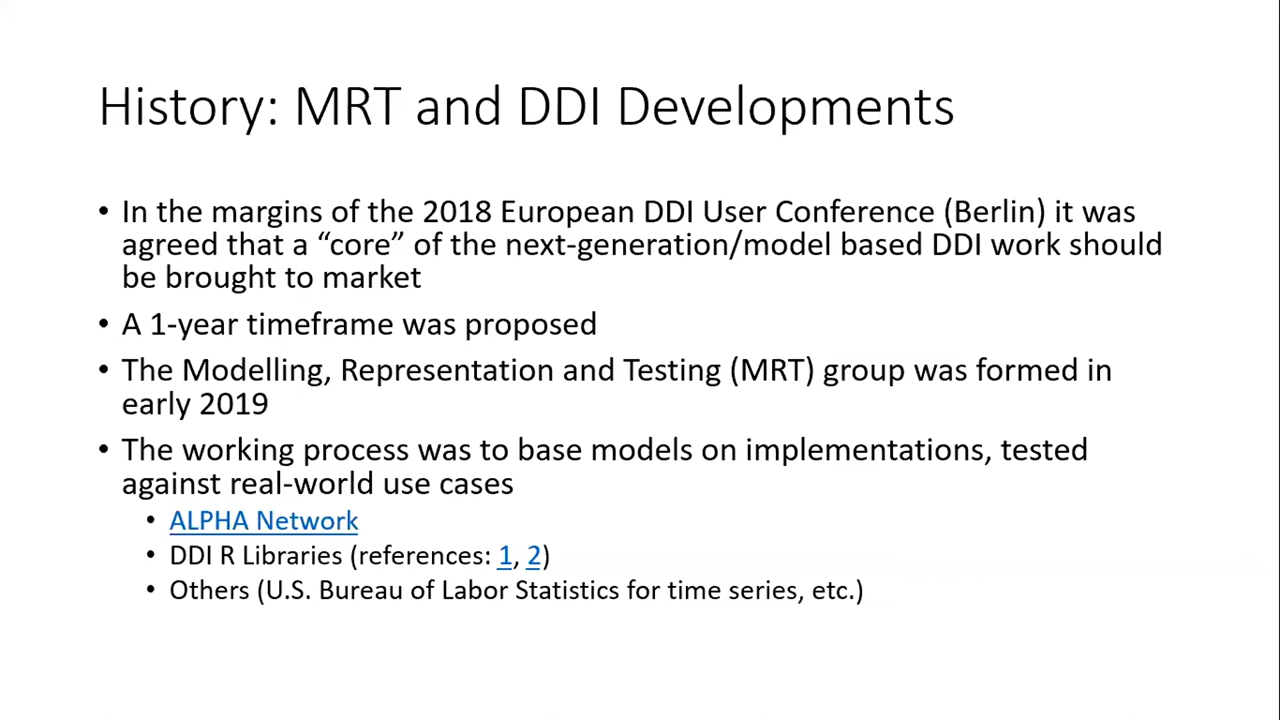 History: MRT and DDI Developments
• In the margins of the 2018 European DDI User Conference (Berlin) it was
agreed that a “core” of the next-generation/model based DDI work should
be brought to market
• A 1-year timeframe was proposed
• The Modelling, Representation and Testing (MRT) group was formed in
early 2019
• The working process was to base models on implementations, tested
against real-world use cases
• ALPHA Network
• DDI R Libraries (references: 1, 2)
• Others (U.S. Bureau of Labor Statistics for time series, etc.)